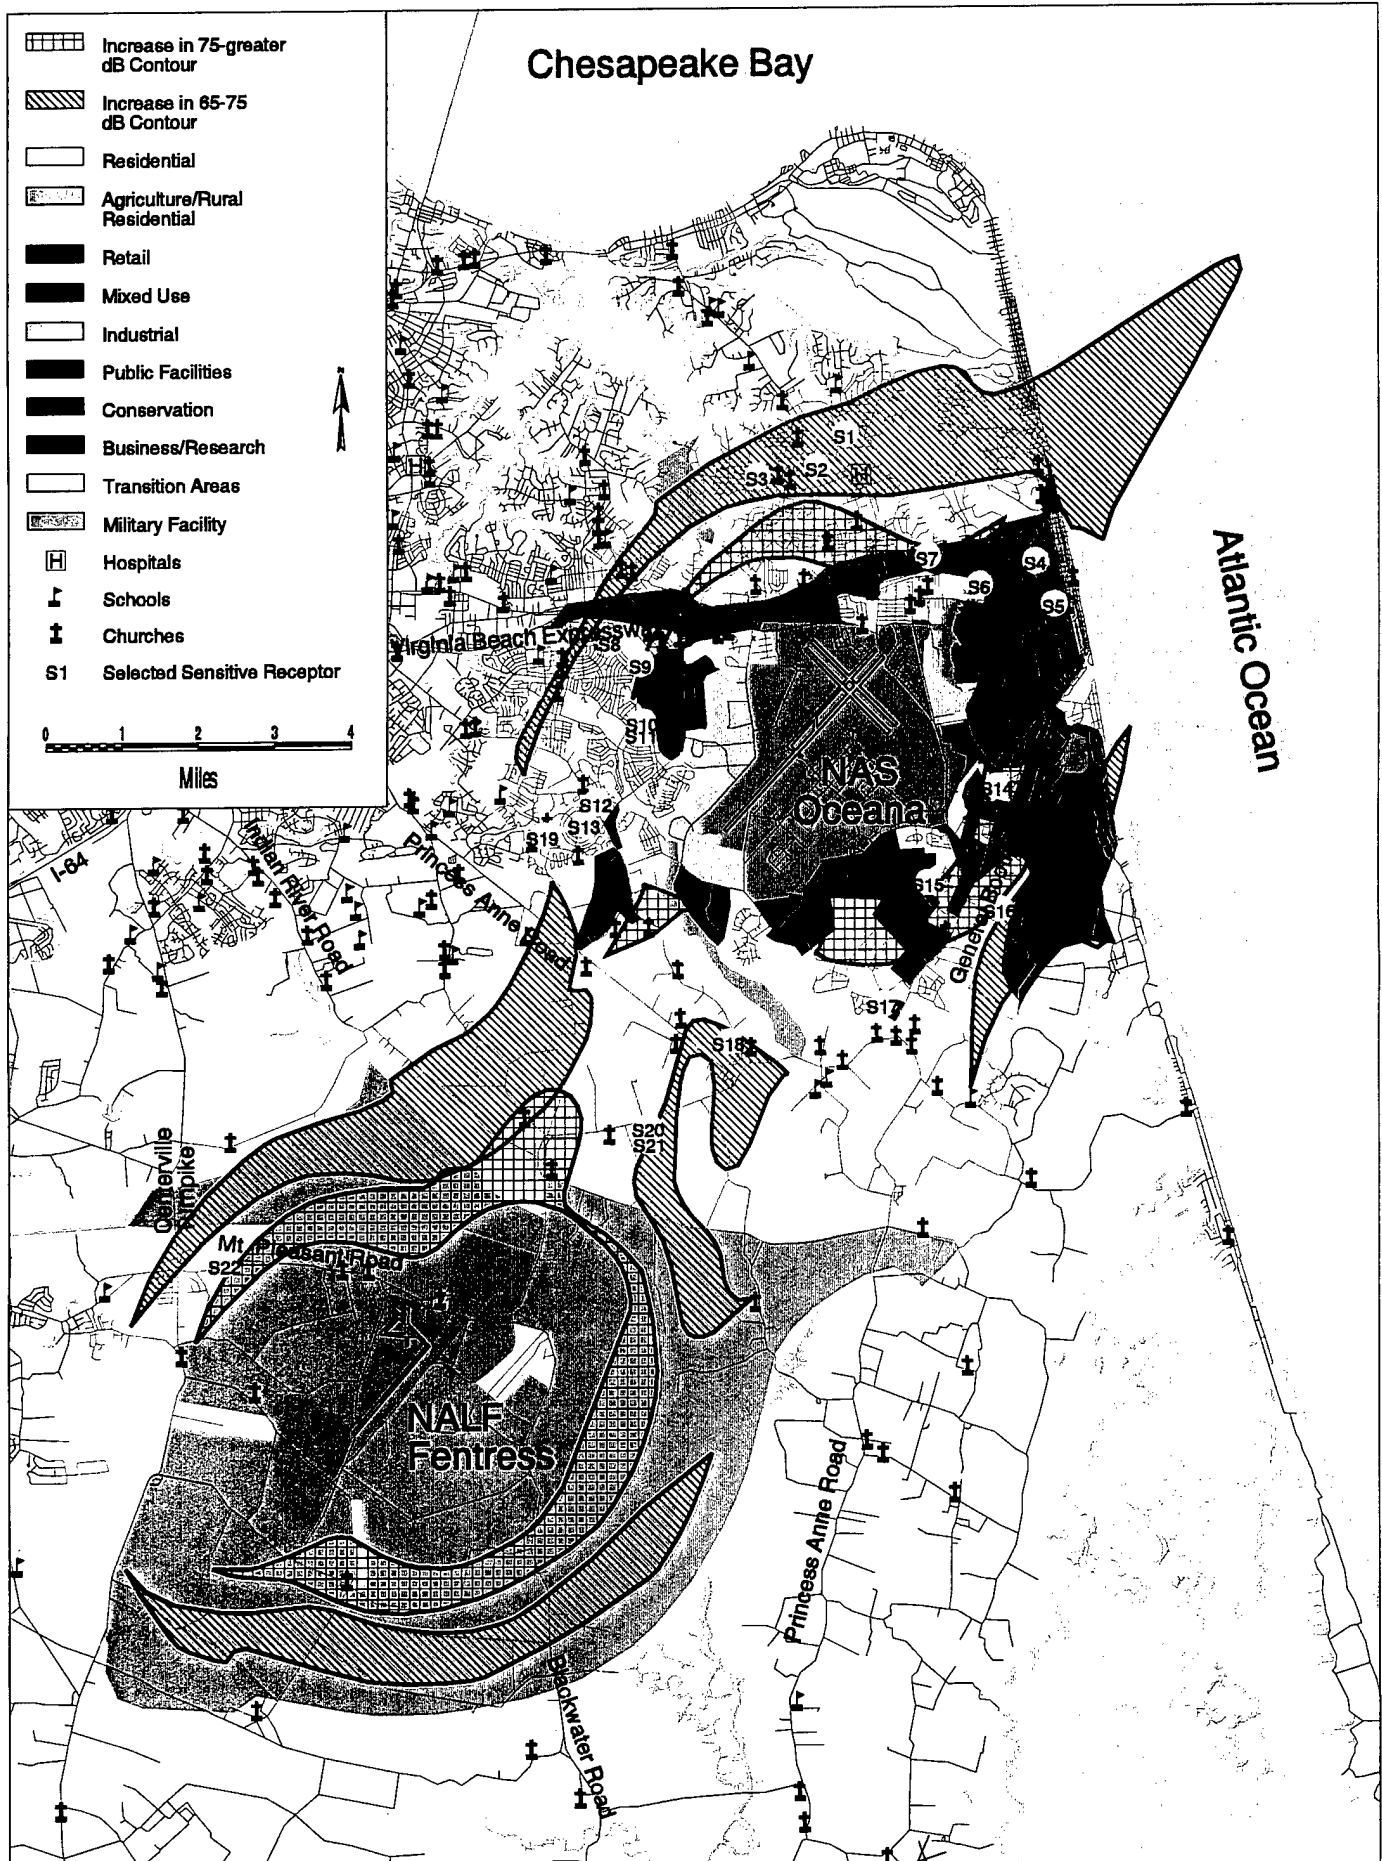 Increase in 75-greater
dB Contour
Increase in 65-75
dB Contour
Residential
Agriculture/Rural
Residential
Retail
Mixed Use
Industrial
Public Facilities
Conservation
Business/Research
Transition Areas
Military Facility
H Hospitals
Schools
Churches
S1 Selected Sensitive Receptor
N
0 1 2 3 4
Miles
Chesapeake Bay
Atlantic Ocean
H
S1
S3
S2
H
S7
S4
S6
S5
Virginia Beach Expressway
S8
S9
S10
S11
NAS
Oceana
S14
S12
S13
S19
I-64
Indian River Road
Princess Anne Road
S15
S16
General
S17
S18
S20
S21
Centerville
Turnpike
Mt Pleasant Road
S22
NALF
Fentress
Princess Anne Road
Blackwater Road